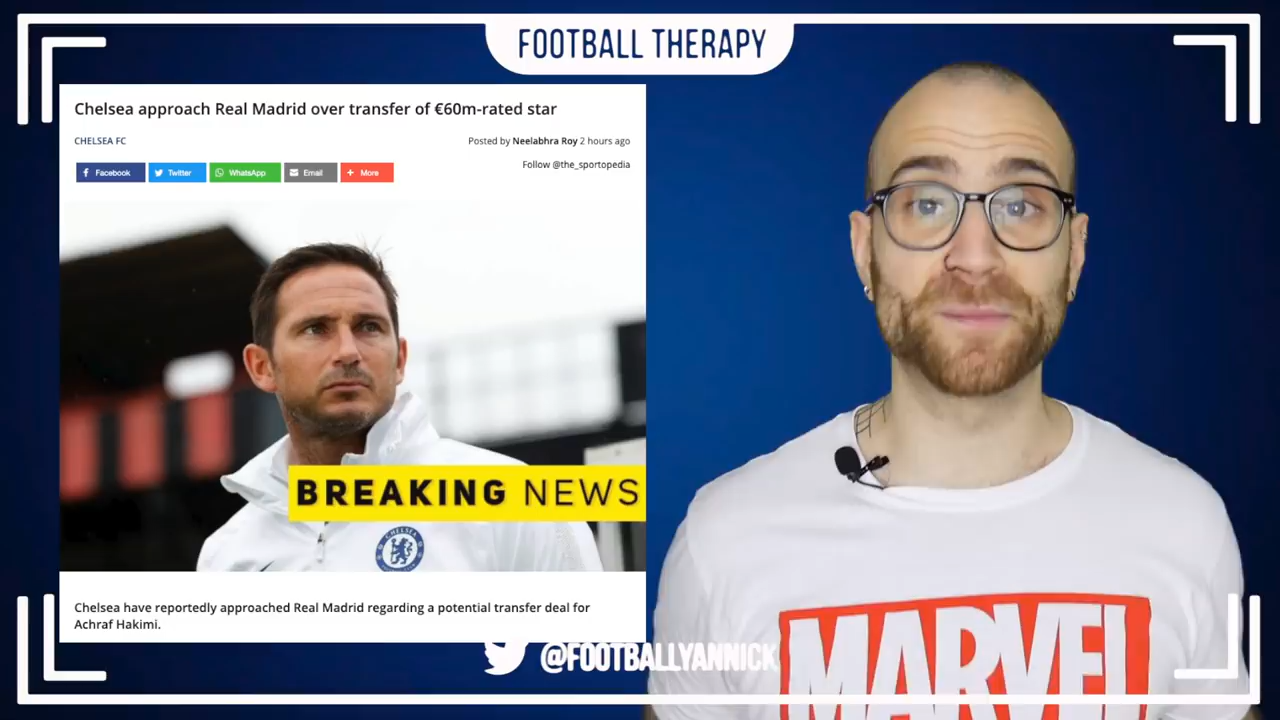 FOOTBALL THERAPY
Chelsea approach Real Madrid over transfer of €60m-rated star
CHELSEA FC
Posted by Neelabhra Roy 2 hours ago
Facebook
Twitter
WhatsApp
Email
More
Follow @the_sportopedia
BREAKING NEWS
CHELSEA
Chelsea have reportedly approached Real Madrid regarding a potential transfer deal for
Achraf Hakimi.
@FOOTBALLYANNICK
MARVEL